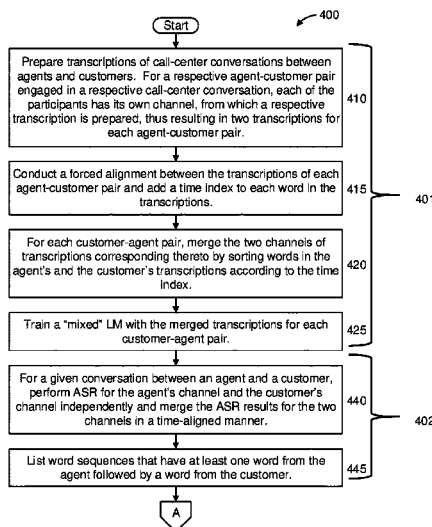 Start
400
Prepare transcriptions of call-center conversations between
agents and customers. For a respective agent-customer pair
engaged in a respective call-center conversation, each of the
participants has its own channel, from which a respective
transcription is prepared, thus resulting in two transcriptions for
each agent-customer pair.
410
Conduct a forced alignment between the transcriptions of each
agent-customer pair and add a time index to each word in the
transcriptions.
415
401
For each customer-agent pair, merge the two channels of
transcriptions corresponding thereto by sorting words in the
agent's and the customer's transcriptions according to the time
index.
420
Train a "mixed" LM with the merged transcriptions for each
customer-agent pair.
425
For a given conversation between an agent and a customer,
perform ASR for the agent's channel and the customer's
channel independently and merge the ASR results for the two
channels in a time-aligned manner.
440
402
List word sequences that have at least one word from the
agent followed by a word from the customer.
445
A